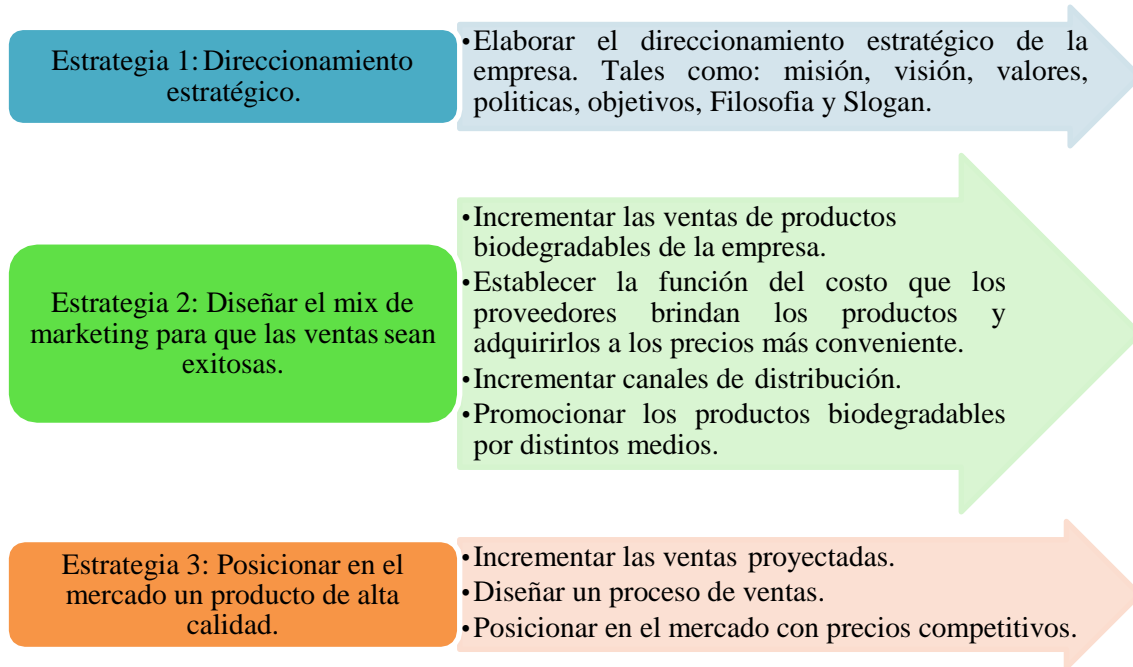 Estrategia 1: Direccionamiento
estratégico.
•Elaborar el direccionamiento estratégico de la
empresa. Tales como: misión, visión, valores,
politicas, objetivos, Filosofia y Slogan.
Estrategia 2: Diseñar el mix de
marketing para que las ventas sean
exitosas.
•Incrementar las ventas de productos
biodegradables de la empresa.
•Establecer la función del costo que los
proveedores brindan los productos y
adquirirlos a los precios más conveniente.
•Incrementar canales de distribución.
•Promocionar los productos biodegradables
por distintos medios.
Estrategia 3: Posicionar en el
mercado un producto de alta
calidad.
•Incrementar las ventas proyectadas.
•Diseñar un proceso de ventas.
•Posicionar en el mercado con precios competitivos.